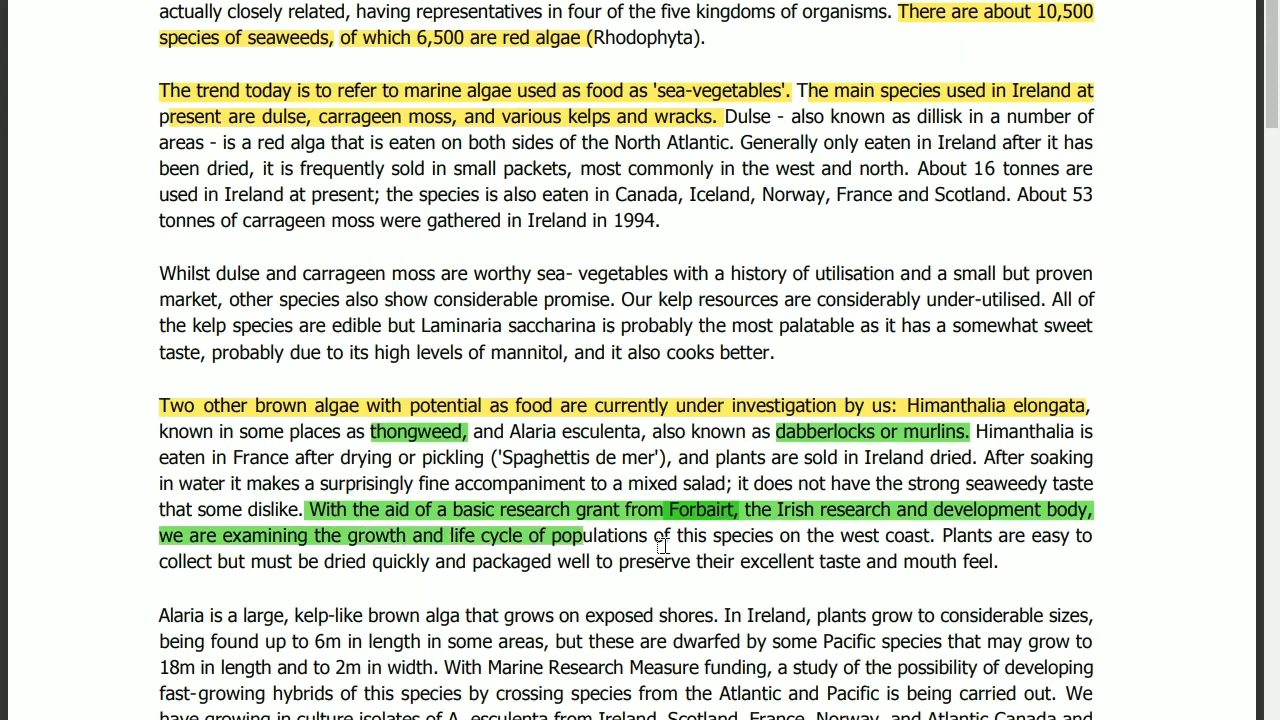 actually closely related, having representatives in four of the five kingdoms of organisms. There are about 10,500
species of seaweeds, of which 6,500 are red algae (Rhodophyta).
The trend today is to refer to marine algae used as food as 'sea-vegetables'. The main species used in Ireland at
present are dulse, carrageen moss, and various kelps and wracks. Dulse - also known as dillisk in a number of
areas - is a red alga that is eaten on both sides of the North Atlantic. Generally only eaten in Ireland after it has
been dried, it is frequently sold in small packets, most commonly in the west and north. About 16 tonnes are
used in Ireland at present; the species is also eaten in Canada, Iceland, Norway, France and Scotland. About 53
tonnes of carrageen moss were gathered in Ireland in 1994.
Whilst dulse and carrageen moss are worthy sea- vegetables with a history of utilisation and a small but proven
market, other species also show considerable promise. Our kelp resources are considerably under-utilised. All of
the kelp species are edible but Laminaria saccharina is probably the most palatable as it has a somewhat sweet
taste, probably due to its high levels of mannitol, and it also cooks better.
Two other brown algae with potential as food are currently under investigation by us: Himanthalia elongata,
known in some places as thongweed, and Alaria esculenta, also known as dabberlocks or murlins. Himanthalia is
eaten in France after drying or pickling ('Spaghettis de mer'), and plants are sold in Ireland dried. After soaking
in water it makes a surprisingly fine accompaniment to a mixed salad; it does not have the strong seaweedy taste
that some dislike. With the aid of a basic research grant from Forbairt, the Irish research and development body,
we are examining the growth and life cycle of populations of this species on the west coast. Plants are easy to
collect but must be dried quickly and packaged well to preserve their excellent taste and mouth feel.
Alaria is a large, kelp-like brown alga that grows on exposed shores. In Ireland, plants grow to considerable sizes,
being found up to 6m in length in some areas, but these are dwarfed by some Pacific species that may grow to
18m in length and to 2m in width. With Marine Research Measure funding, a study of the possibility of developing
fast-growing hybrids of this species by crossing species from the Atlantic and Pacific is being carried out. We
have growing in culture isolates of A. esculenta from Ireland, Scotland, France, Norway, and Atlantic Canada and